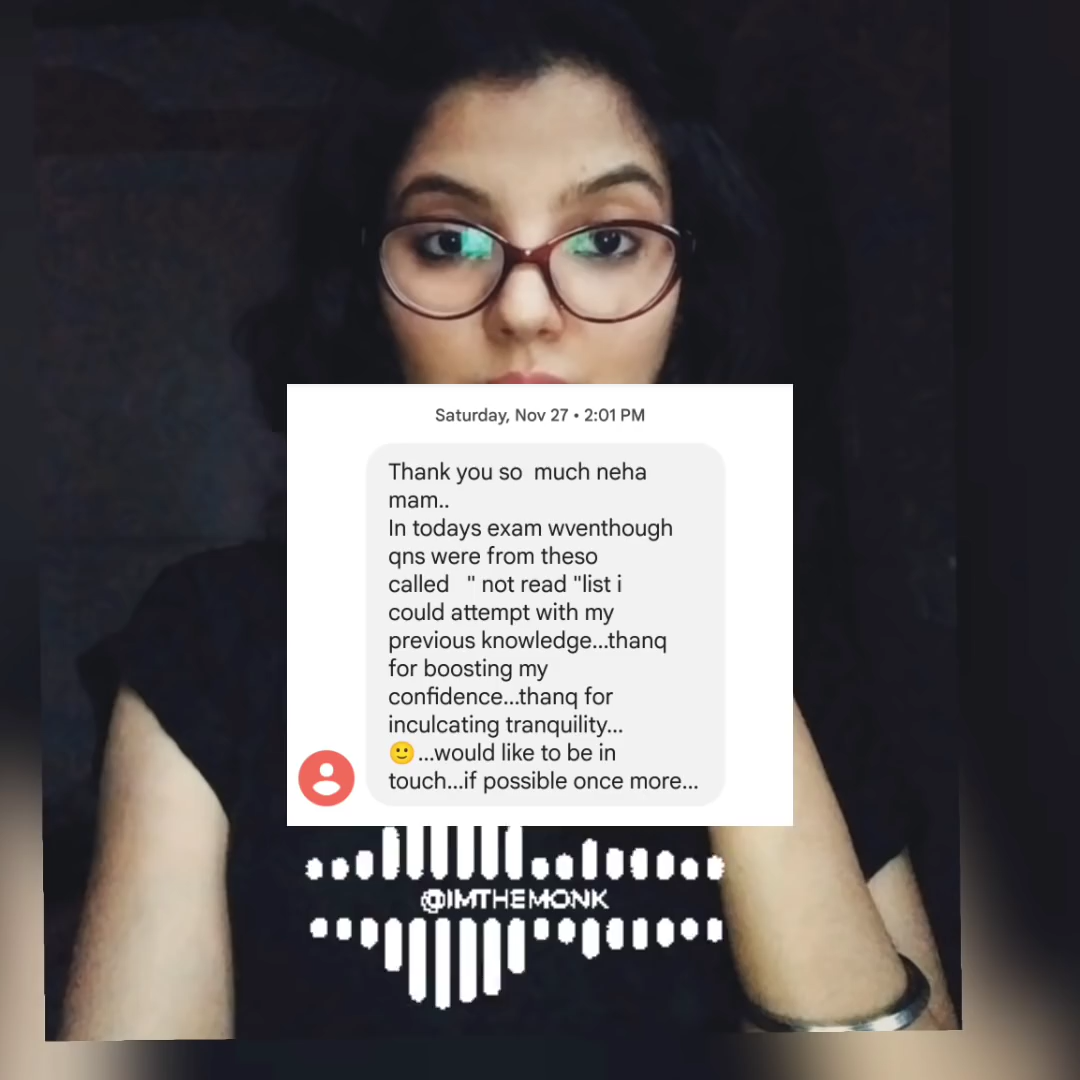 Saturday, Nov 27 • 2:01 PM
Thank you so  much neha
mam..
In todays exam wventhough
qns were from theso
called   " not read "list i
could attempt with my
previous knowledge...thanq
for boosting my
confidence...thanq for
inculcating tranquility...
🙂...would like to be in
touch...if possible once more...
@IMTHEMONK